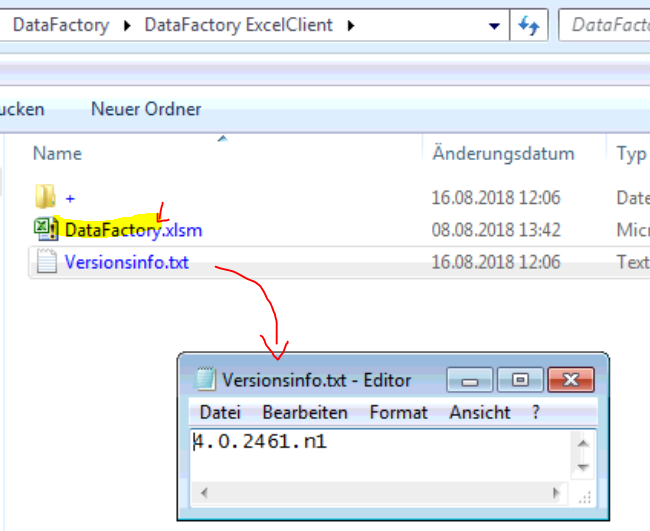 DataFactory ▸ DataFactory ExcelClient ▸
DataFacto
ucken Neuer Ordner
Name Änderungsdatum Typ
+ 16.08.2018 12:06 Date
DataFactory.xlsm 08.08.2018 13:42 Micr
Versionsinfo.txt 16.08.2018 12:06 Text
Versionsinfo.txt - Editor
Datei Bearbeiten Format Ansicht ?
4.0.2461.n1